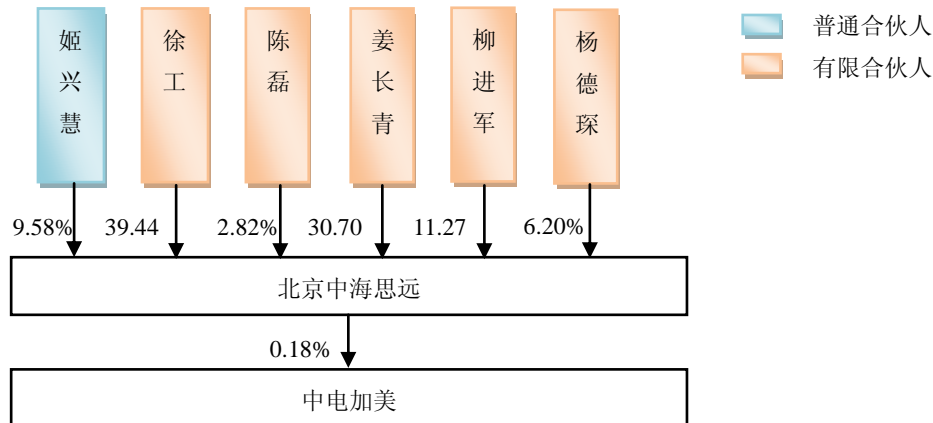 姬兴慧
徐工
陈磊
姜长青
柳进军
杨德琛
普通合伙人
有限合伙人
9.58%
39.44
2.82%
30.70
11.27
6.20%
北京中海思远
0.18%
中电加美